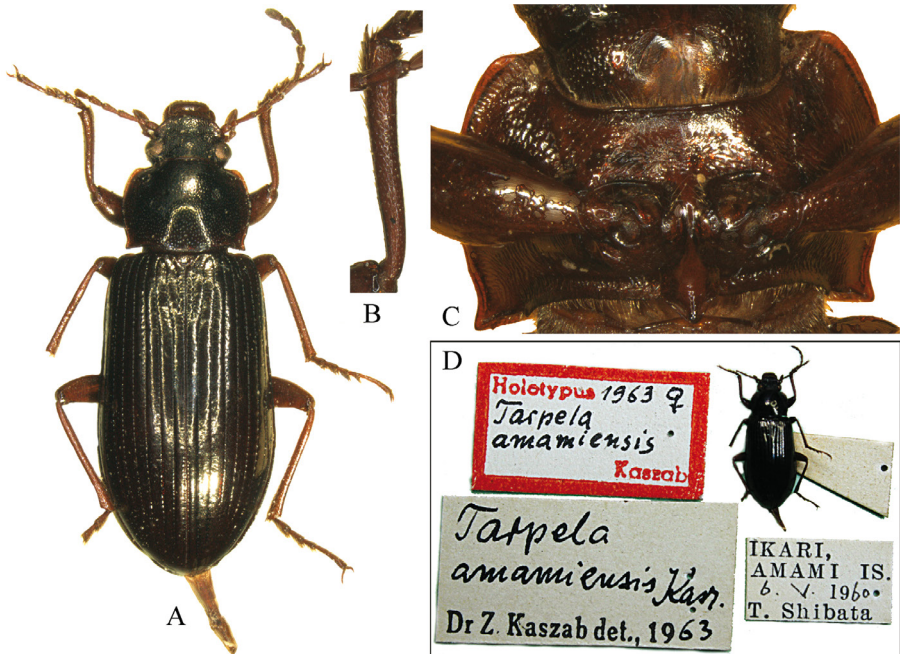 A
B
C
D
Holotypus 1963 ♀
Tarpela
amamiensis
Kaszab
Tarpela
amamiensis Kasz.
Dr Z. Kaszab det., 1963
IKARI,
AMAMI IS.
6. V. 1960
T. Shibata